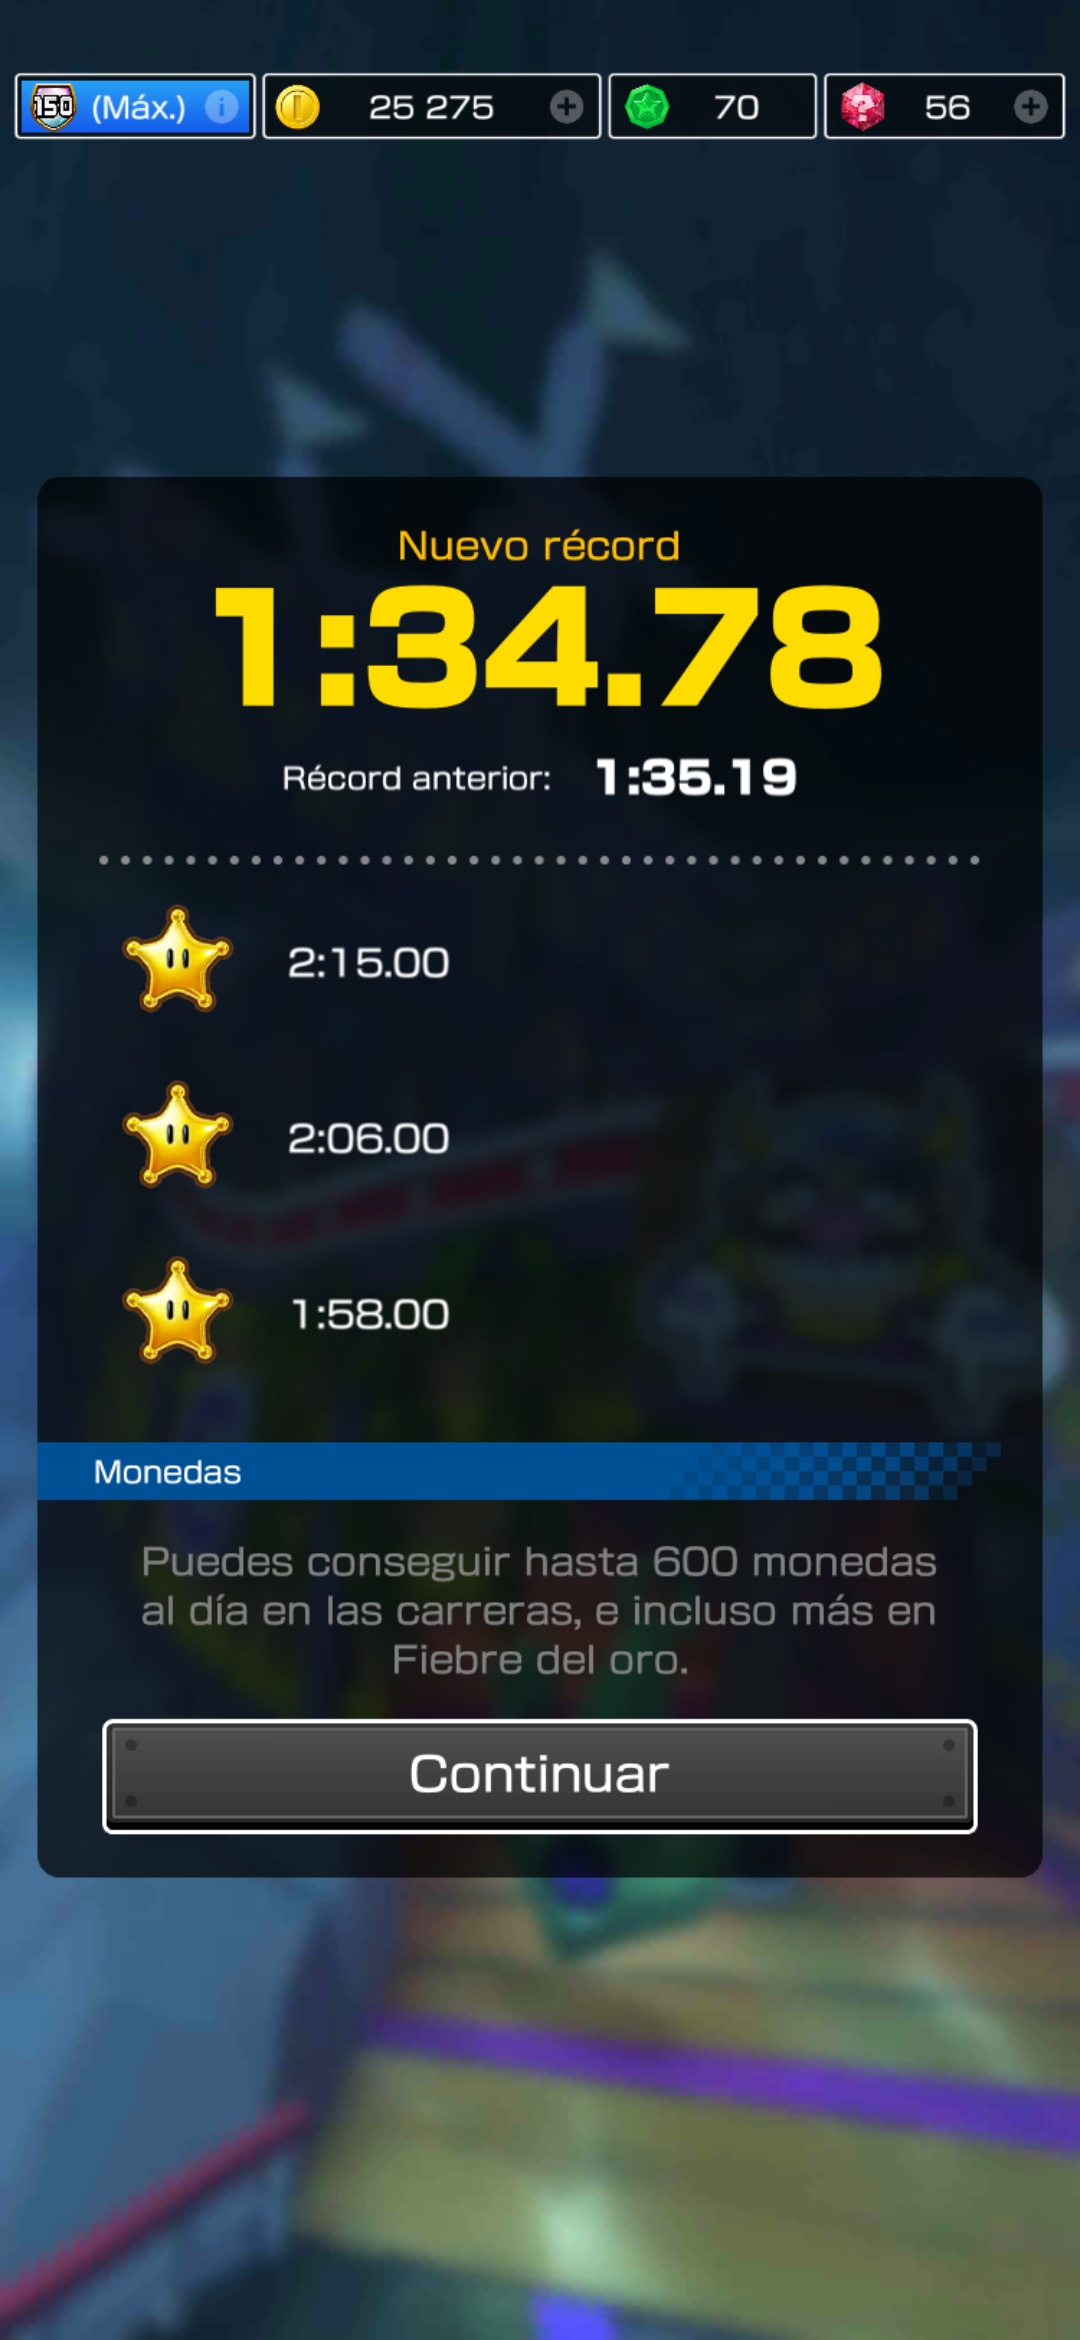 150 (Máx.) i 25 275 + 70 56 +
Nuevo récord
1:34.78
Récord anterior: 1:35.19
2:15.00
2:06.00
1:58.00
Monedas
Puedes conseguir hasta 600 monedas
al día en las carreras, e incluso más en
Fiebre del oro.
Continuar